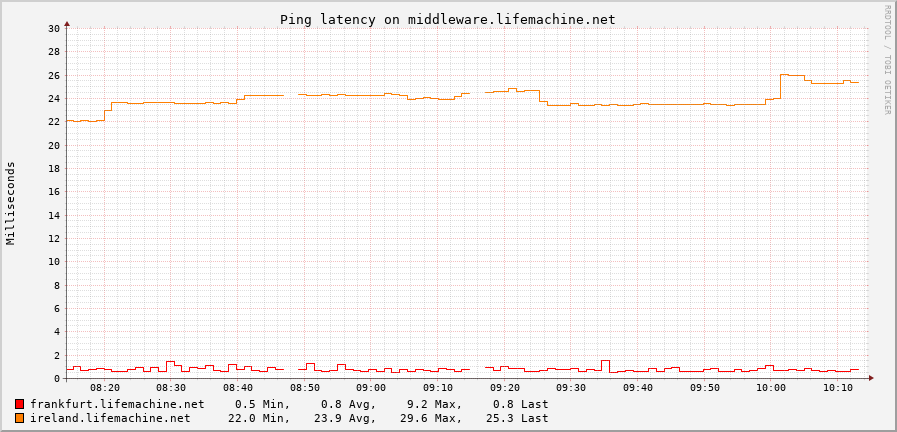 Ping latency on middleware.lifemachine.net
RRDTOOL / TOBI OETIKER
Milliseconds
30
28
26
24
22
20
18
16
14
12
10
8
6
4
2
0
08:20 08:30 08:40 08:50 09:00 09:10 09:20 09:30 09:40 09:50 10:00 10:10
frankfurt.lifemachine.net 0.5 Min, 0.8 Avg, 9.2 Max, 0.8 Last
ireland.lifemachine.net 22.0 Min, 23.9 Avg, 29.6 Max, 25.3 Last